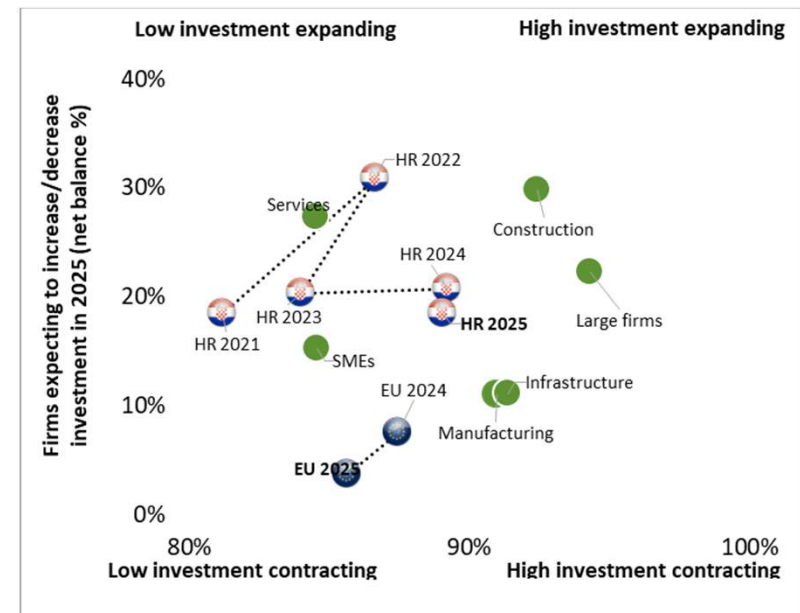 Low investment expanding
High investment expanding
Firms expecting to increase/decrease
investment in 2025 (net balance %)
40%
30%
20%
10%
0%
HR 2022
Services
Construction
HR 2024
HR 2023
Large firms
HR 2025
HR 2021
SMEs
EU 2024
Infrastructure
Manufacturing
EU 2025
80%
90%
100%
Low investment contracting
High investment contracting